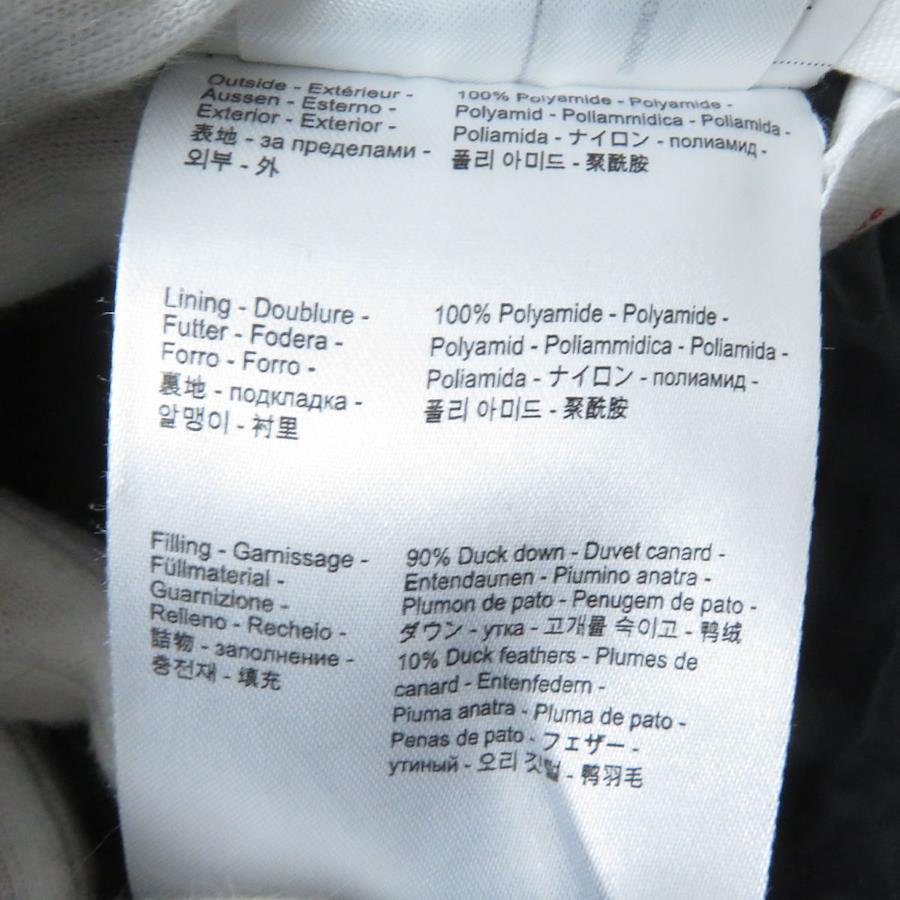 Outside - Extérieur -
Aussen - Esterno -
Exterior - Exterior -
表地 - за пределами -
외부 - 外
100% Polyamide - Polyamide -
Polyamid - Poliammidica - Poliamida -
Poliamida - ナイロン - полиамид -
폴리 아미드 - 聚酰胺
Lining - Doublure -
Futter - Fodera -
Forro - Forro -
裏地 - подкладка -
알맹이 - 衬里
100% Polyamide - Polyamide -
Polyamid - Poliammidica - Poliamida -
Poliamida - ナイロン - полиамид -
폴리 아미드 - 聚酰胺
Filling - Garnissage -
Füllmaterial -
Guarnizione -
Relleno - Recheio -
詰物 - заполнение -
충전재 - 填充
90% Duck down - Duvet canard -
Entendaunen - Piumino anatra -
Plumon de pato - Penugem de pato -
ダウン - утка - 고개를 숙이고 - 鸭绒
10% Duck feathers - Plumes de
canard - Entenfedern -
Piuma anatra - Pluma de pato -
Penas de pato - フェザー -
утиный - 오리 깃털 - 鸭羽毛